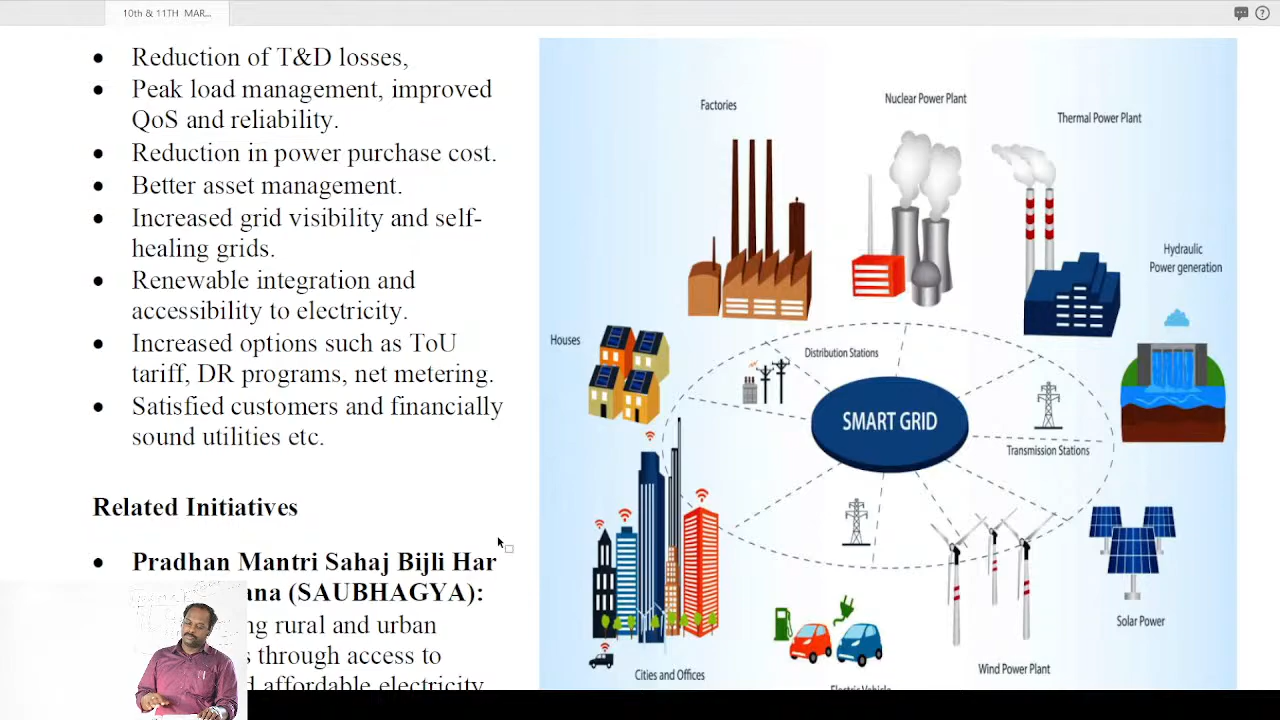 10th & 11TH MAR...
Reduction of T&D losses,
Peak load management, improved
QoS and reliability.
Reduction in power purchase cost.
Better asset management.
Increased grid visibility and self-
healing grids.
Renewable integration and
accessibility to electricity.
Increased options such as ToU
tariff, DR programs, net metering.
Satisfied customers and financially
sound utilities etc.
Related Initiatives
Pradhan Mantri Sahaj Bijli Har
(SAUBHAGYA):
rural and urban
through access to
affordable electricity
Factories
Nuclear Power Plant
Thermal Power Plant
Hydraulic
Power generation
Houses
Distribution Stations
SMART GRID
Transmission Stations
Solar Power
Wind Power Plant
Cities and Offices
Electric Vehicle